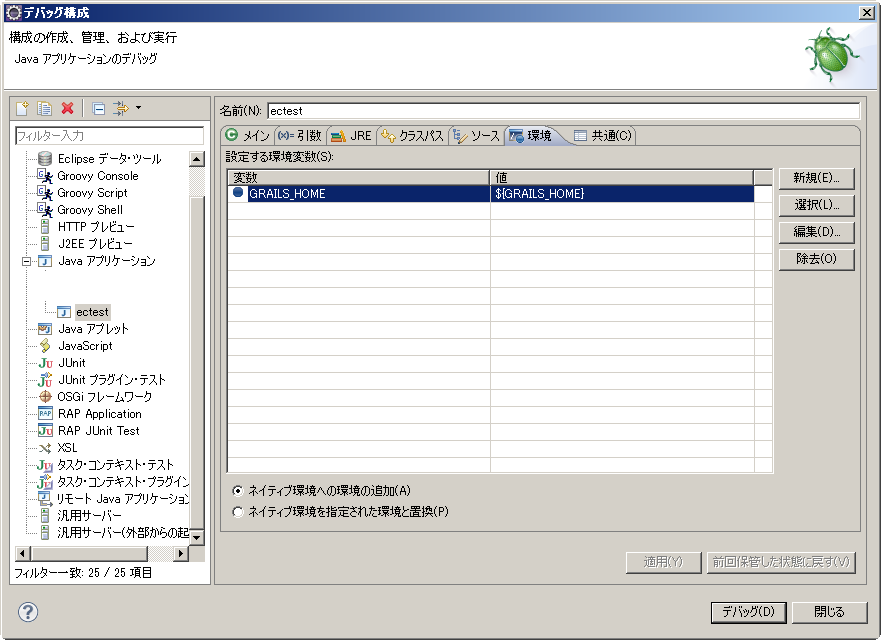 デバッグ構成
構成の作成、管理、および実行
Java アプリケーションのデバッグ
フィルター入力
Eclipse データ・ツール
Groovy Console
Groovy Script
Groovy Shell
HTTP プレビュー
J2EE プレビュー
Java アプリケーション
ectest
Java アプレット
JavaScript
JUnit
JUnit プラグイン・テスト
OSGi フレームワーク
RAP Application
RAP JUnit Test
XSL
タスク・コンテキスト・テスト
タスク・コンテキスト・プラグイン
リモート Java アプリケーション
汎用サーバー
汎用サーバー(外部からの起
フィルター一致: 25 / 25 項目
名前(N): ectest
メイン (x)= 引数 JRE クラスパス ソース 環境 共通(C)
設定する環境変数(S):
変数 値
GRAILS_HOME ${GRAILS_HOME}
新規(E)...
選択(L)...
編集(D)...
除去(O)
ネイティブ環境への環境の追加(A)
ネイティブ環境を指定された環境と置換(P)
適用(Y) 前回保管した状態に戻す(V)
デバッグ(D) 閉じる